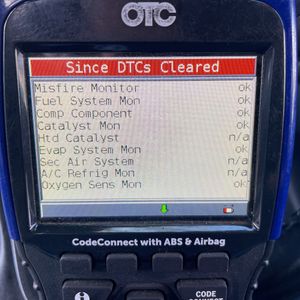 OTC
Since DTCs Cleared
Misfire Monitor ok
Fuel System Mon ok
Comp Component ok
Catalyst Mon ok
Htd Catalyst n/a
Evap System Mon ok
Sec Air System n/a
A/C Refrig Mon n/a
Oxygen Sens Mon ok
CodeConnect with ABS & Airbag
CODE
CONNECT